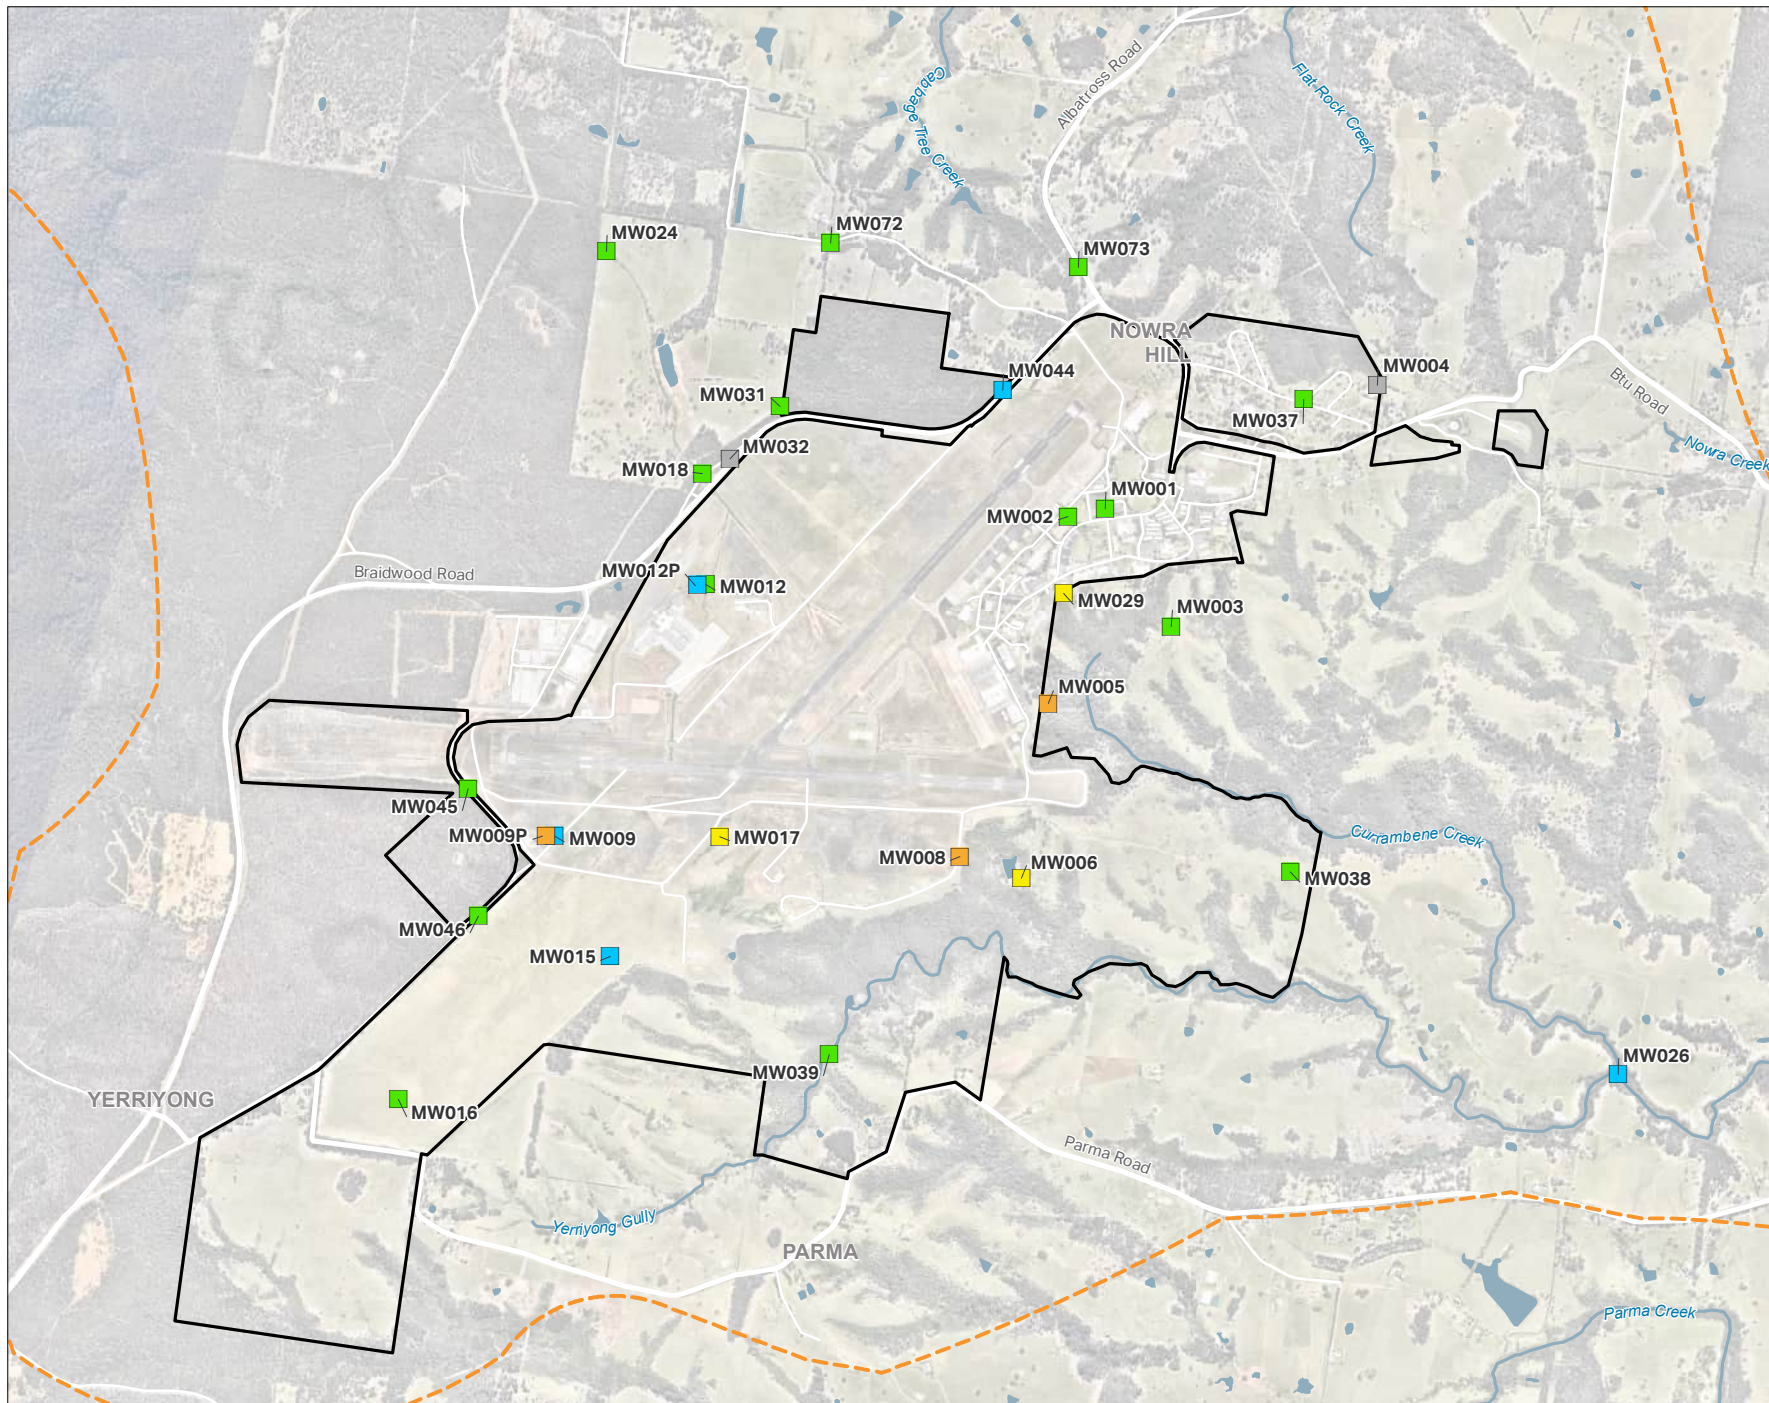 Cabbage Tree Creek
Albatross Road
Flat Rock Creek
MW024
MW072
MW073
NOWRA
HILL
MW044
MW004
MW031
MW037
Btu Road
Nowra Creek
MW032
MW018
MW001
MW002
Braidwood Road
MW012P
MW012
MW029
MW003
MW005
MW045
MW009P
MW009
MW017
MW008
MW006
Currambene Creek
MW038
MW046
MW015
MW039
MW026
YERRIYONG
MW016
Parma Road
Yerriyong Gully
PARMA
Parma Creek